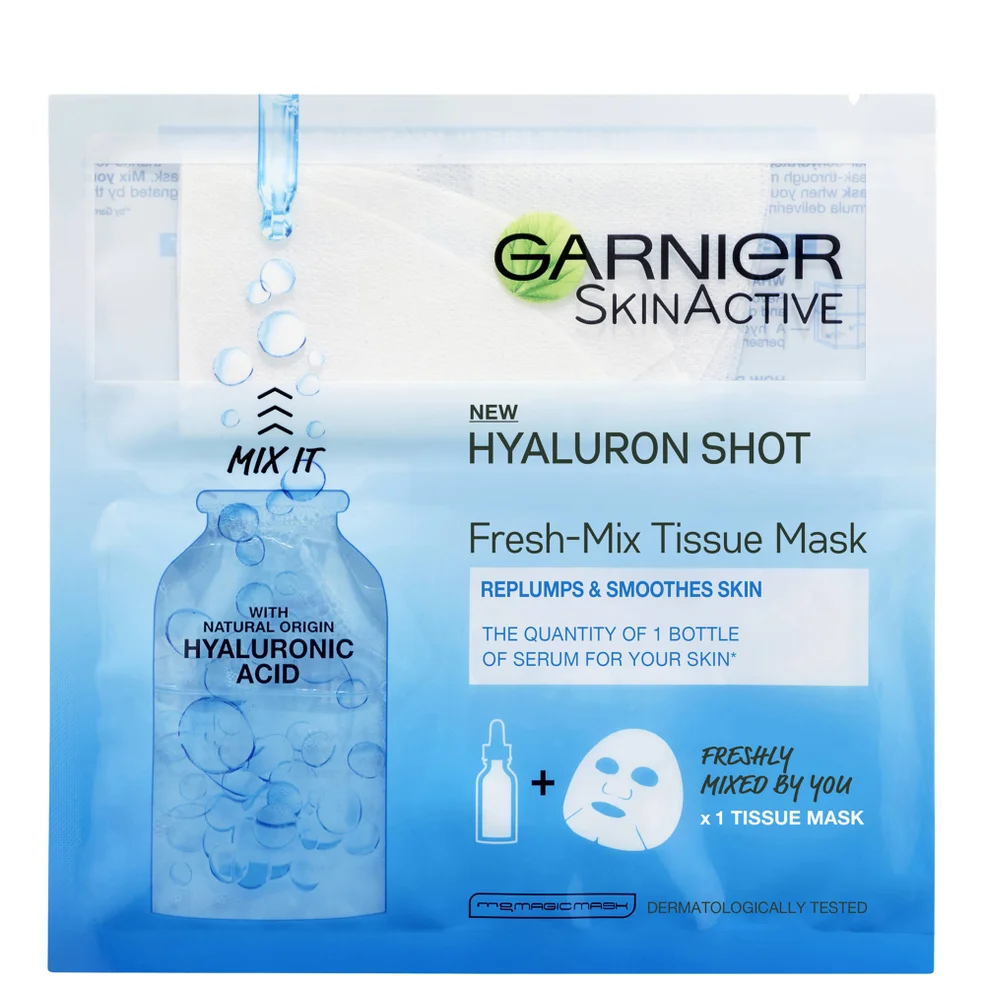 GARNIER
SKINACTIVE
NEW
HYALURON SHOT
MIX IT
Fresh-Mix Tissue Mask
REPLUMPS & SMOOTHES SKIN
THE QUANTITY OF 1 BOTTLE
OF SERUM FOR YOUR SKIN*
WITH
NATURAL ORIGIN
HYALURONIC
ACID
+
FRESHLY
MIXED BY YOU
x 1 TISSUE MASK
DERMATOLOGICALLY TESTED